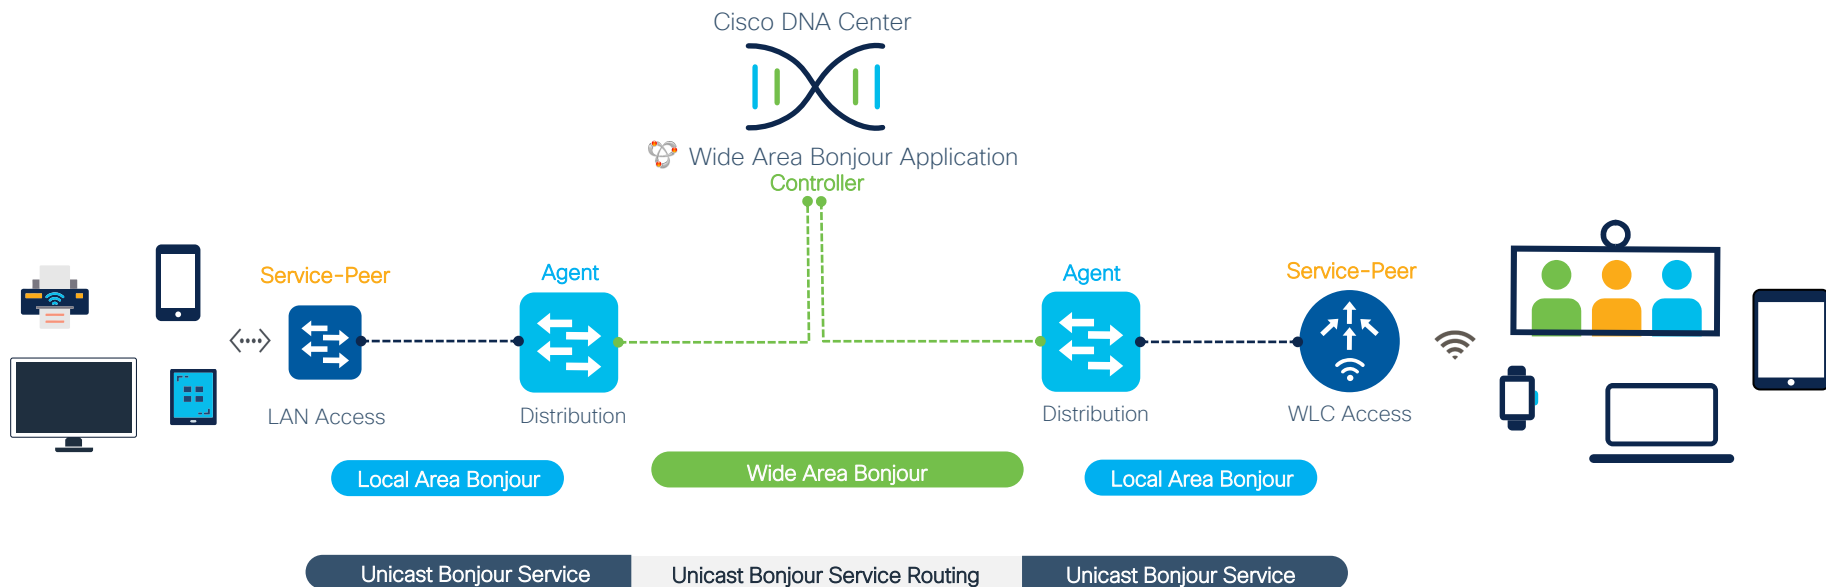 Cisco DNA Center
Wide Area Bonjour Application
Controller
Service-Peer
Agent
Agent
Service-Peer
LAN Access
Distribution
Distribution
WLC Access
Local Area Bonjour
Wide Area Bonjour
Local Area Bonjour
Unicast Bonjour Service
Unicast Bonjour Service Routing
Unicast Bonjour Service